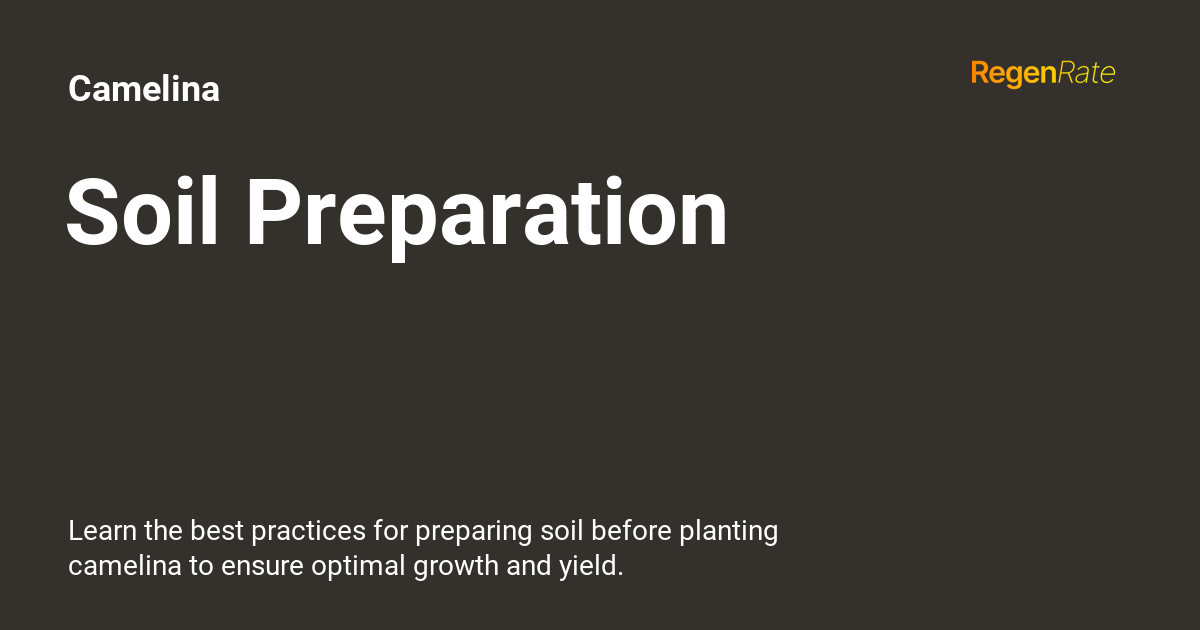 Camelina
RegenRate
Soil Preparation
Learn the best practices for preparing soil before planting
camelina to ensure optimal growth and yield.